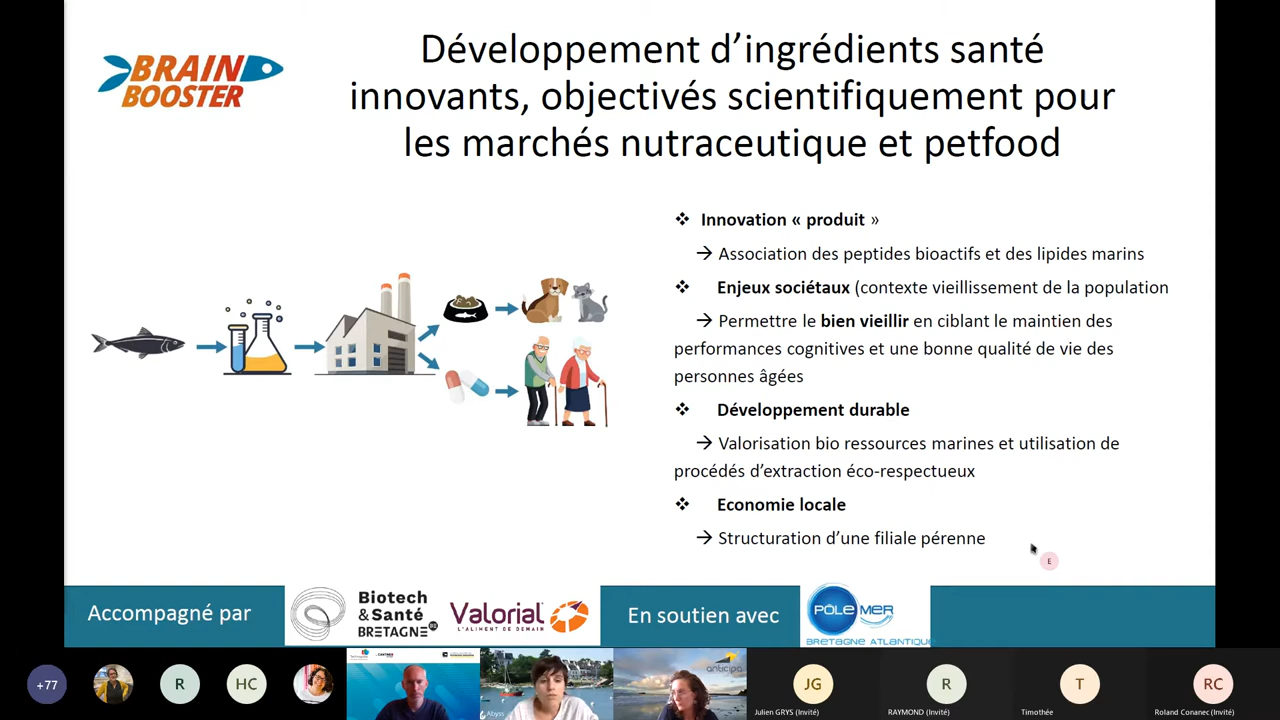 BRAIN
BOOSTER
Développement d’ingrédients santé
innovants, objectivés scientifiquement pour
les marchés nutraceutique et petfood
❖ Innovation « produit »
→ Association des peptides bioactifs et des lipides marins
❖ Enjeux sociétaux (contexte vieillissement de la population
→ Permettre le bien vieillir en ciblant le maintien des
performances cognitives et une bonne qualité de vie des
personnes âgées
❖ Développement durable
→ Valorisation bio ressources marines et utilisation de
procédés d’extraction éco-respectueux
❖ Economie locale
→ Structuration d’une filiale pérenne
E
Accompagné par
Biotech
&Santé
BRETAGNE
Valorial
L'ALIMENT DE DEMAIN
En soutien avec
PÔLE MER
BRETAGNE ATLANTIQUE
+77
R
HC
Abyss
anticipa
JG
Julien GRYS (Invité)
R
RAYMOND (Invité)
T
Timothée
RC
Roland Conanec (Invité)